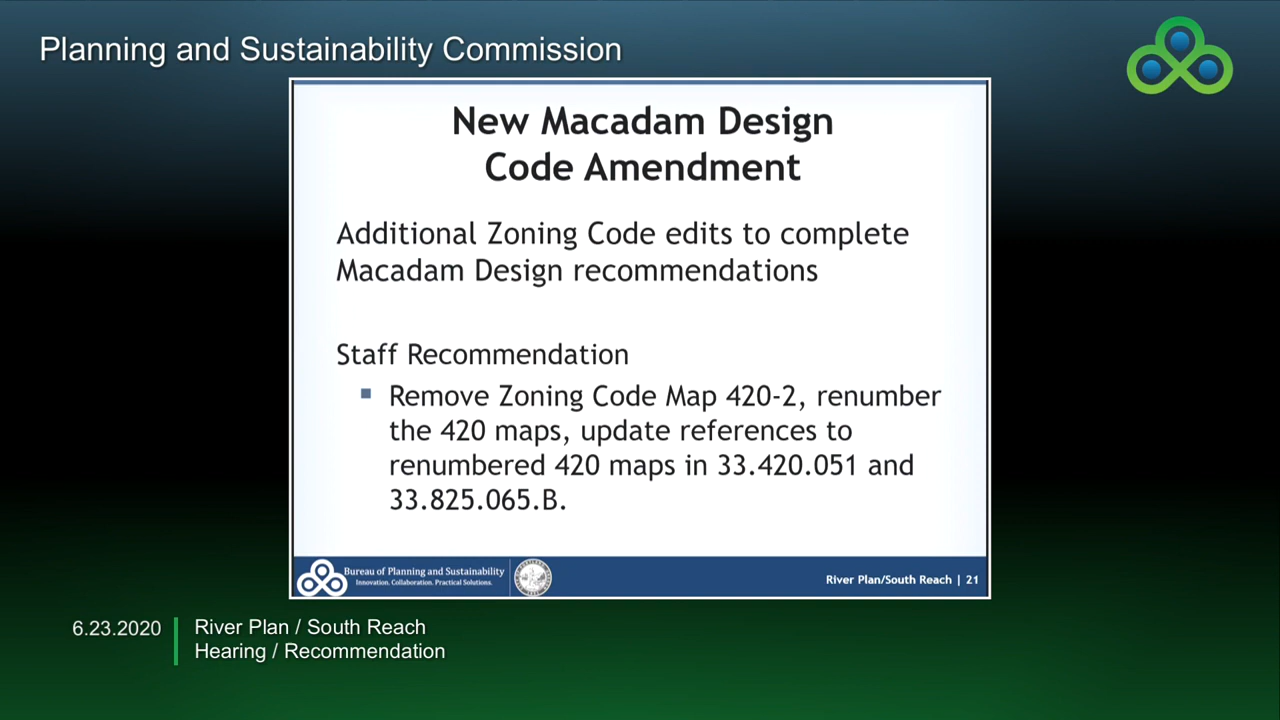 Planning and Sustainability Commission
New Macadam Design
Code Amendment
Additional Zoning Code edits to complete
Macadam Design recommendations
Staff Recommendation
Remove Zoning Code Map 420-2, renumber
the 420 maps, update references to
renumbered 420 maps in 33.420.051 and
33.825.065.B.
Bureau of Planning and Sustainability
Innovation. Collaboration. Practical Solutions.
River Plan/South Reach | 21
6.23.2020
River Plan / South Reach
Hearing / Recommendation